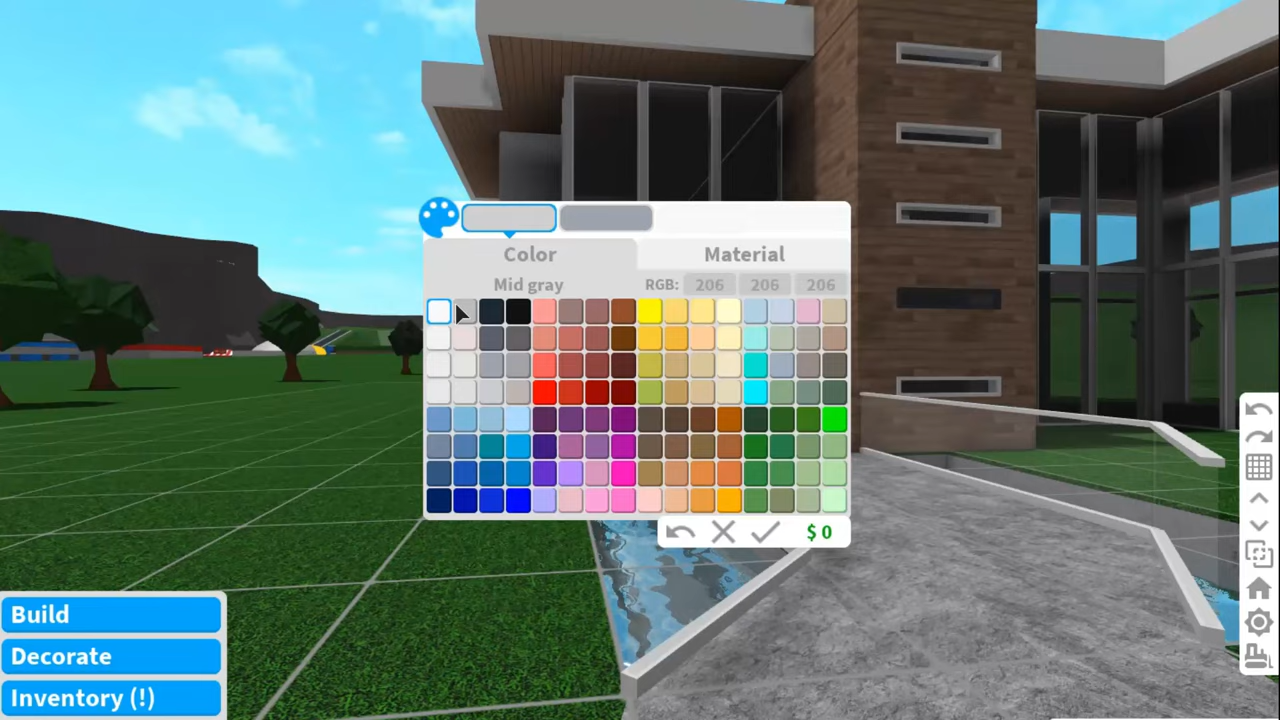 Color
Material
Mid gray
RGB: 206 206 206
$ 0
Build
Decorate
Inventory (!)